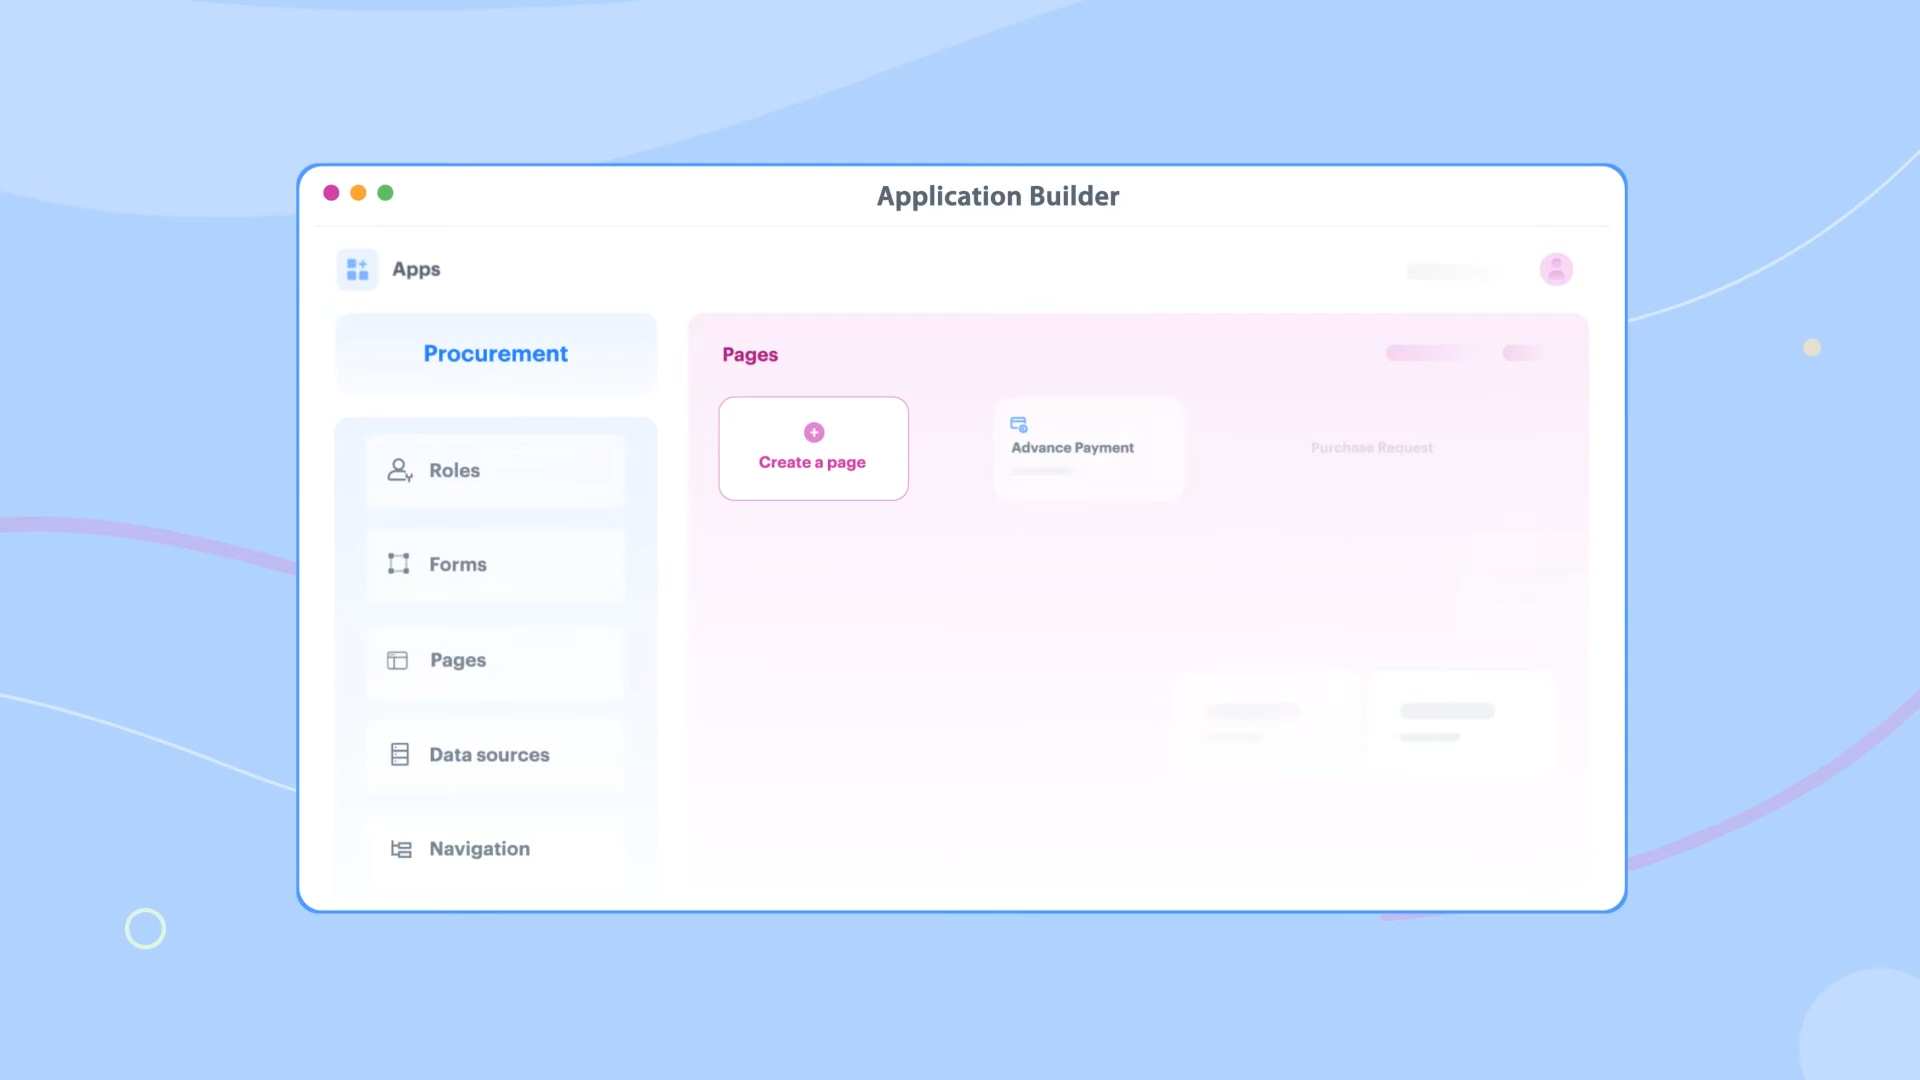 Application Builder
Apps
Procurement
Roles
Forms
Pages
Data sources
Navigation
Pages
Create a page
Advance Payment
Purchase Request